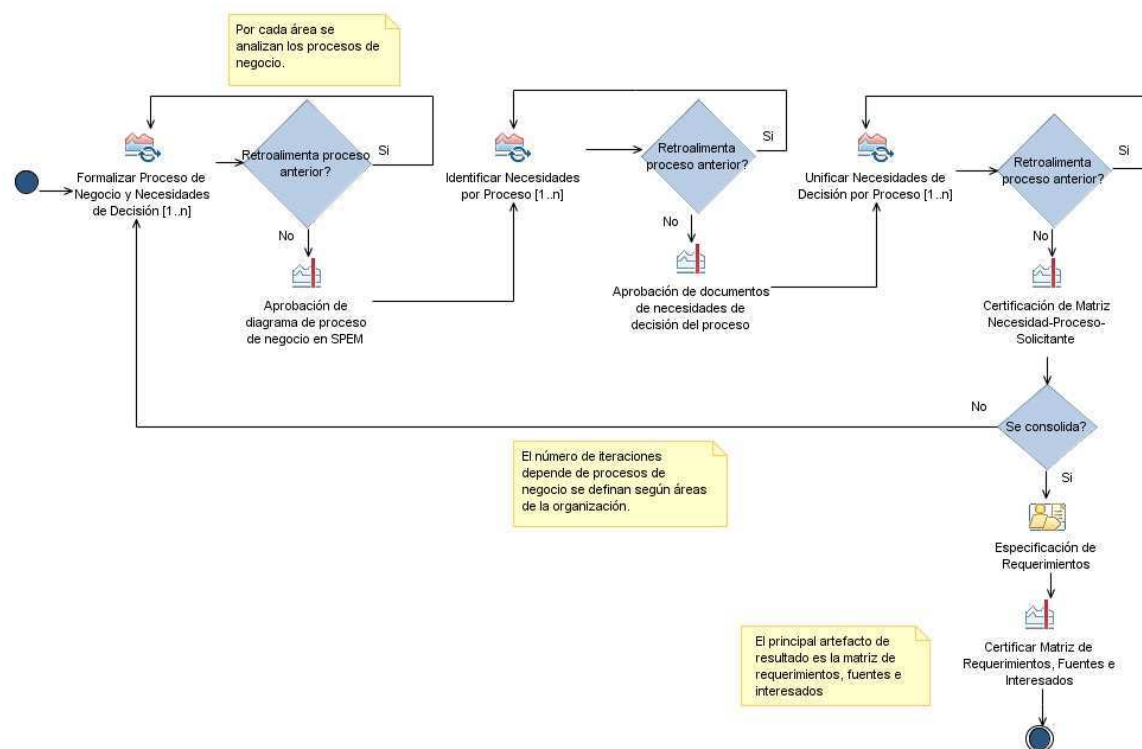 Por cada área se
analizan los procesos de
negocio.
Retroalimenta proceso
anterior?
Si
Formalizar Proceso de
Negocio y Necesidades
de Decisión [1..n]
No
Aprobación de
diagrama de proceso
de negocio en SPEM
Identificar Necesidades
por Proceso [1..n]
Retroalimenta
proceso anterior?
Si
No
Aprobación de documentos
de necesidades de
decisión del proceso
Unificar Necesidades de
Decisión por Proceso [1..n]
Retroalimenta
proceso anterior?
Si
No
Certificación de Matriz
Necesidad-Proceso-
Solicitante
No
Se consolida?
Si
El número de iteraciones
depende de procesos de
negocio se definan según áreas
de la organización.
Especificación de
Requerimientos
El principal artefacto de
resultado es la matriz de
requerimientos, fuentes e
interesados
Certificar Matriz de
Requerimientos, Fuentes e
Interesados